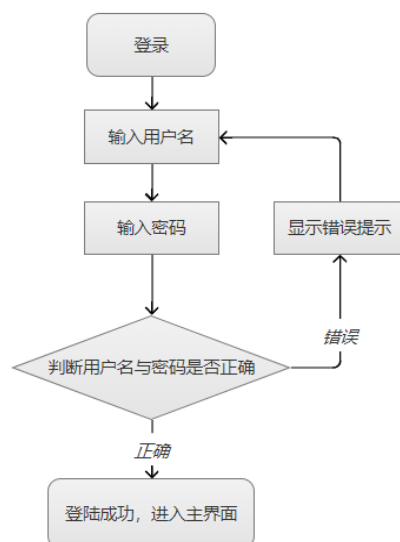 登录
输入用户名
输入密码
显示错误提示
判断用户名与密码是否正确
错误
正确
登陆成功，进入主界面